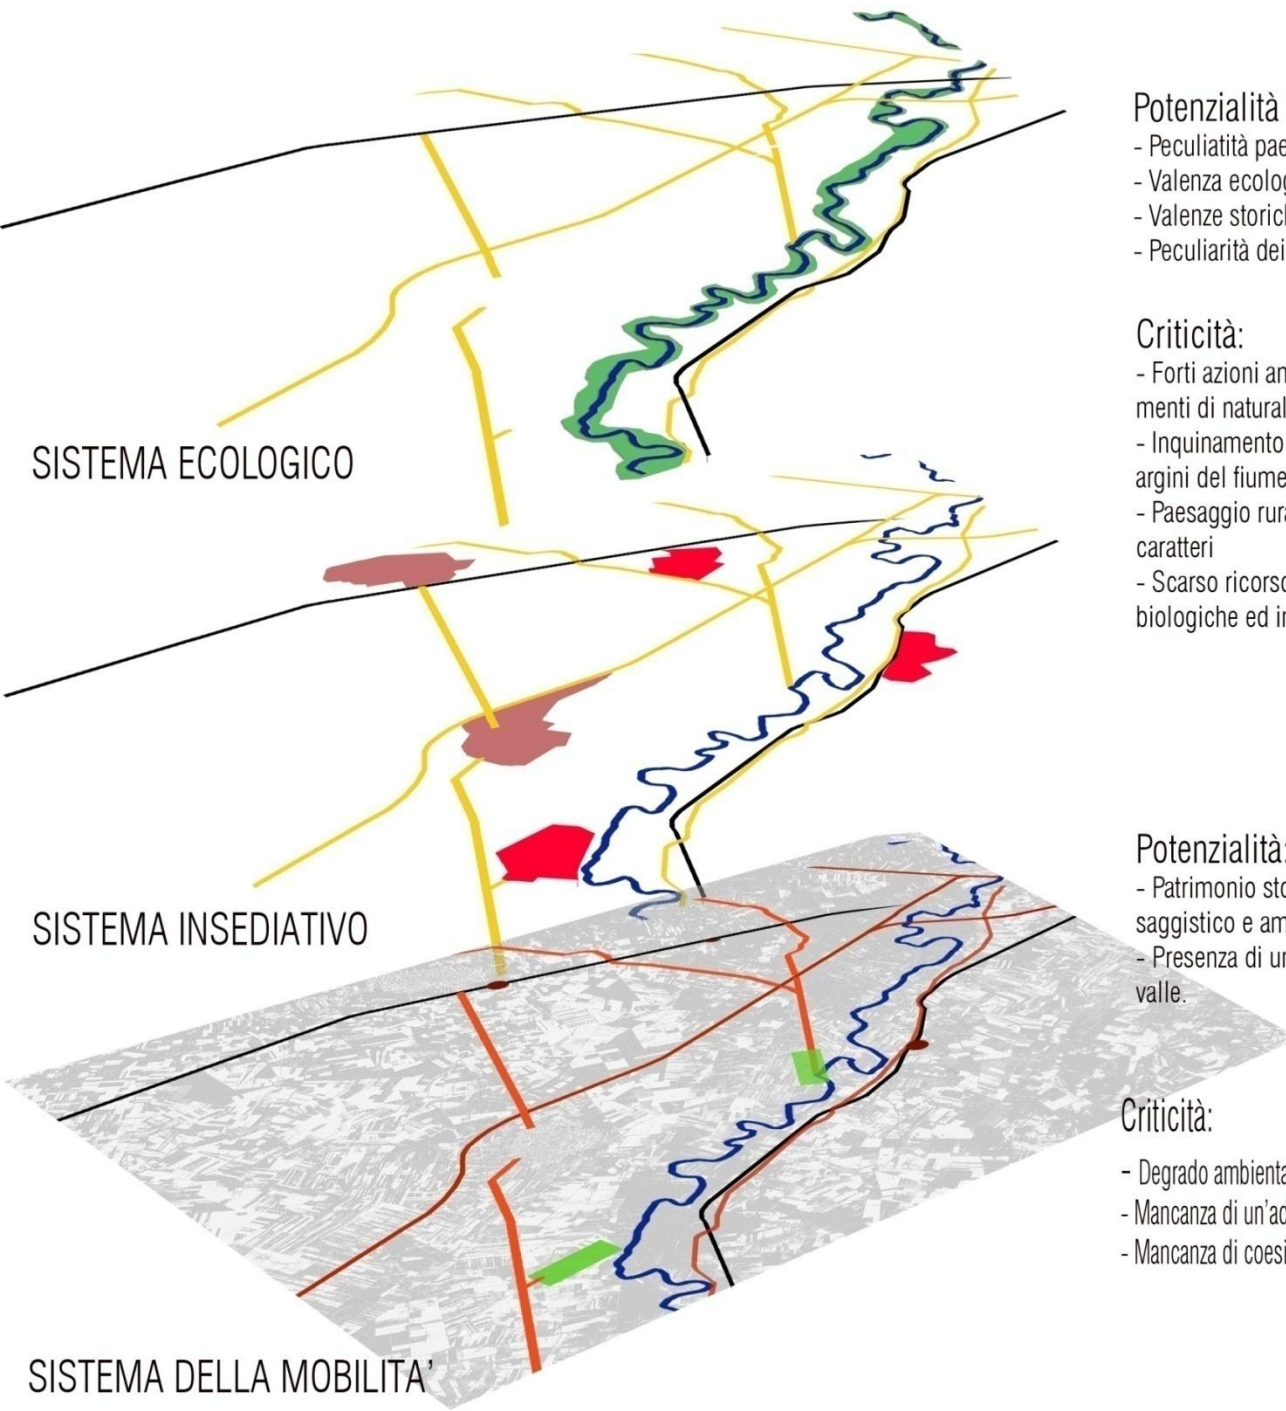 Potenzialità
- Peculiatità pae
- Valenza ecolog
- Valenze storich
- Peculiarità dei
Criticità:
- Forti azioni an
menti di natural
- Inquinamento
argini del fiume
- Paesaggio rura
caratteri
- Scarso ricorso
biologiche ed in
SISTEMA ECOLOGICO
SISTEMA INSEDIATIVO
Potenzialità:
- Patrimonio sto
saggistico e am
- Presenza di un
valle.
Criticità:
- Degrado ambienta
- Mancanza di un'ad
- Mancanza di coesi
SISTEMA DELLA MOBILITA'